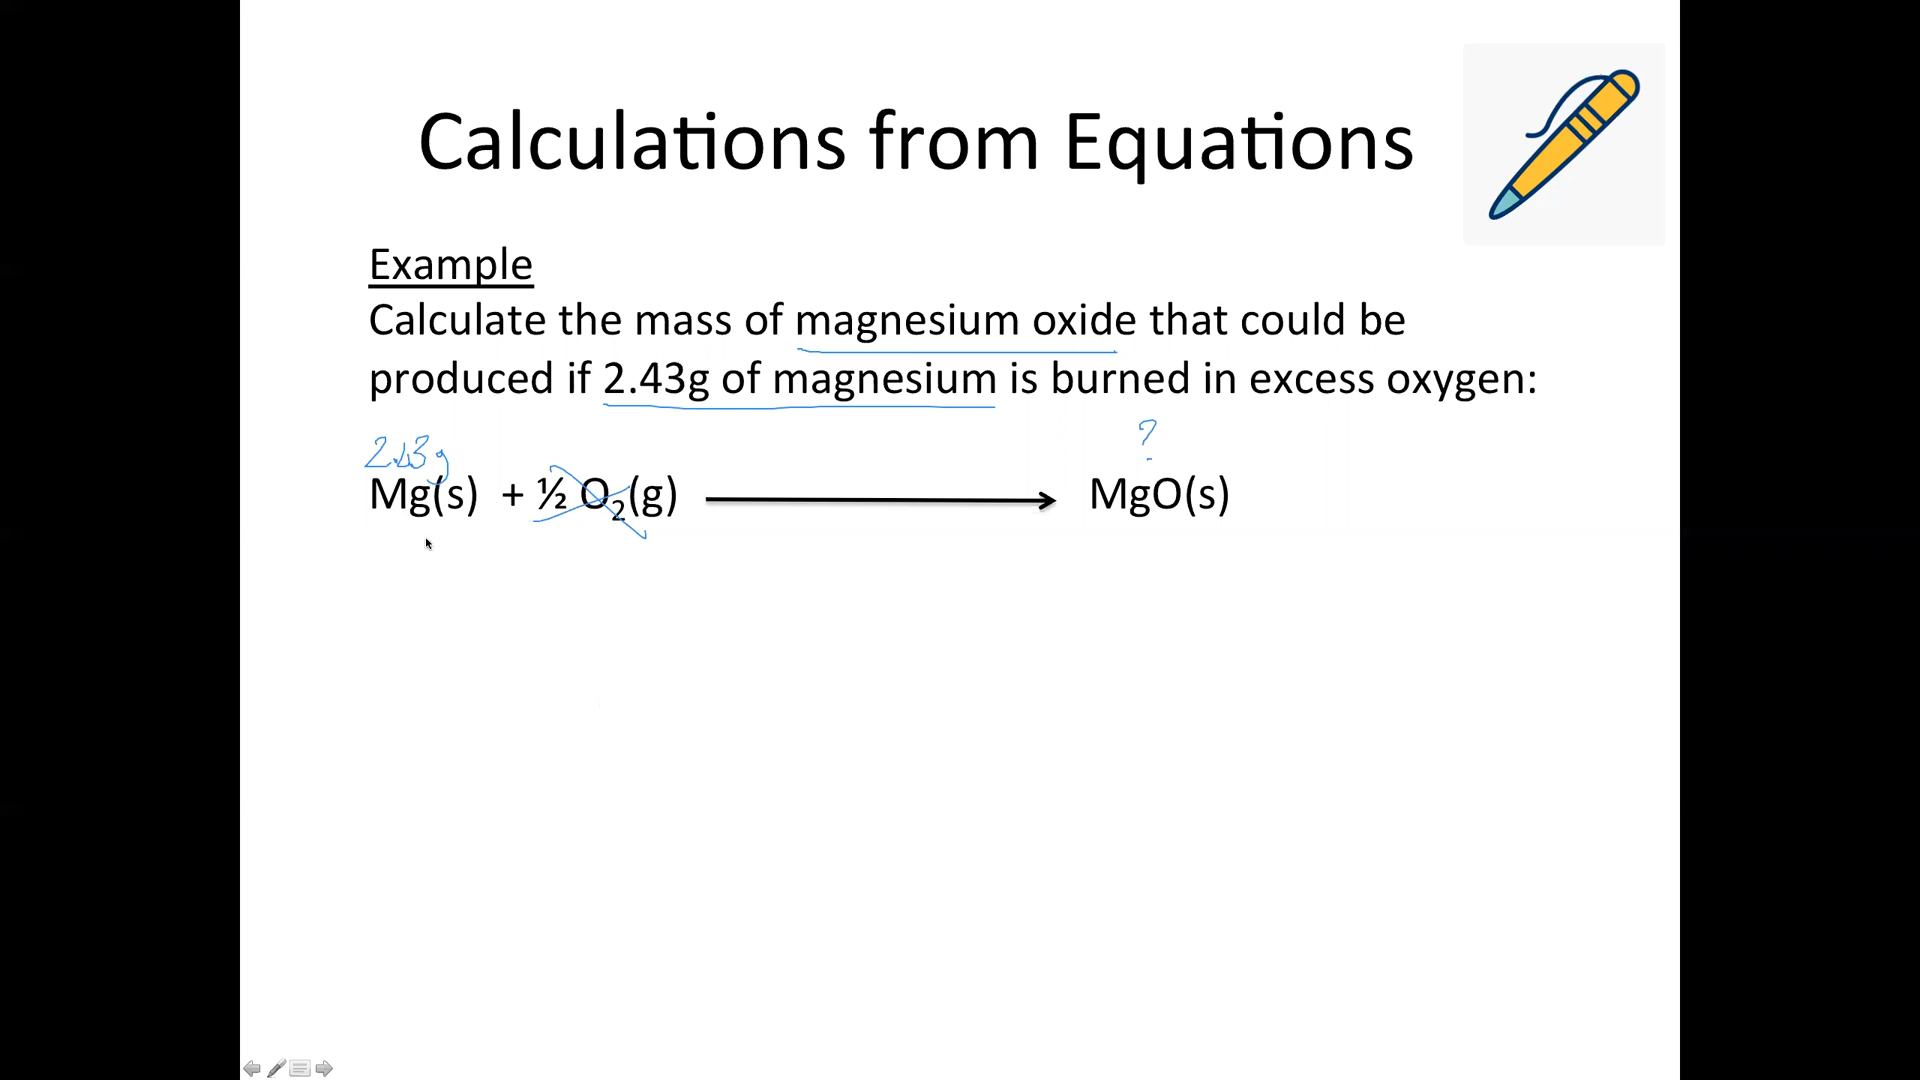 Calculations from Equations
Example
Calculate the mass of magnesium oxide that could be
produced if 2.43g of magnesium is burned in excess oxygen:
2.43g ?
Mg(s) + ½ O₂(g) → MgO(s)